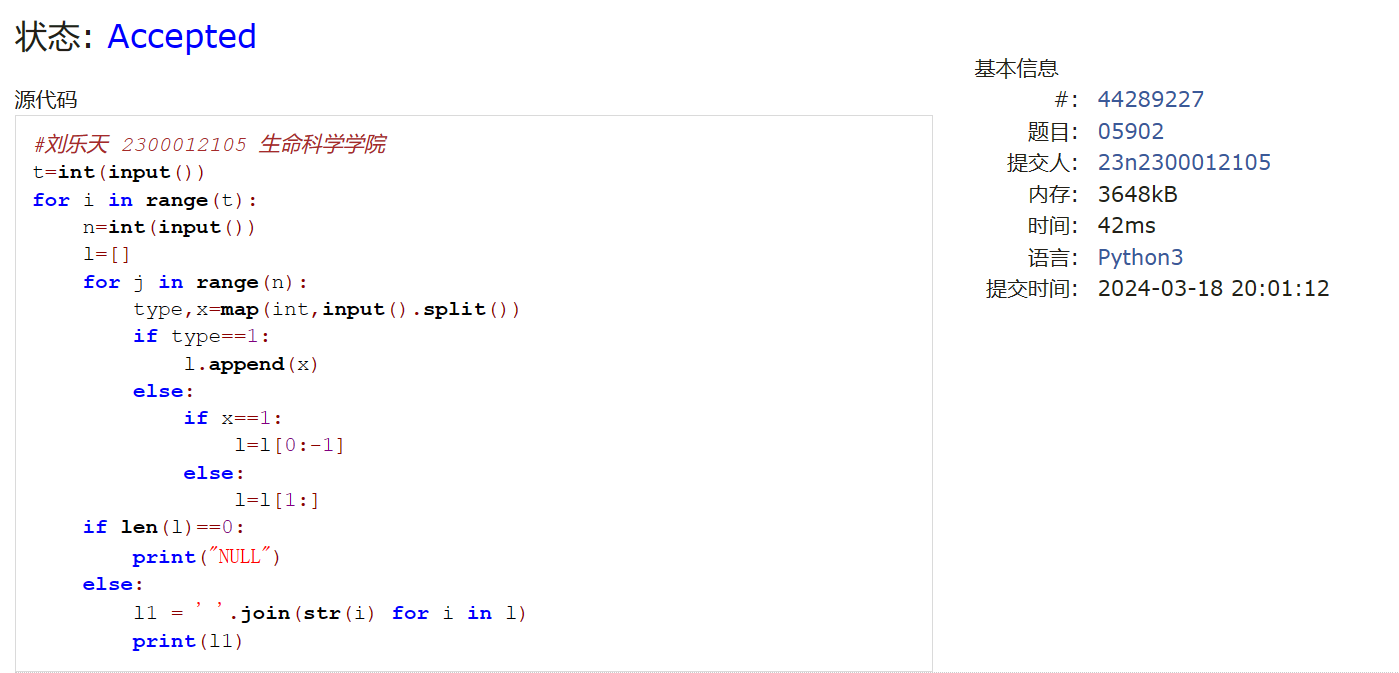 状态: Accepted
源代码
#刘乐天 2300012105 生命科学学院
t=int(input())
for i in range(t):
    n=int(input())
    l=[]
    for j in range(n):
        type,x=map(int,input().split())
        if type==1:
            l.append(x)
        else:
            if x==1:
                l=l[0:-1]
            else:
                l=l[1:]
    if len(l)==0:
        print("NULL")
    else:
        l1 = ' '.join(str(i) for i in l)
        print(l1)
基本信息
#: 44289227
题目: 05902
提交人: 23n2300012105
内存: 3648kB
时间: 42ms
语言: Python3
提交时间: 2024-03-18 20:01:12